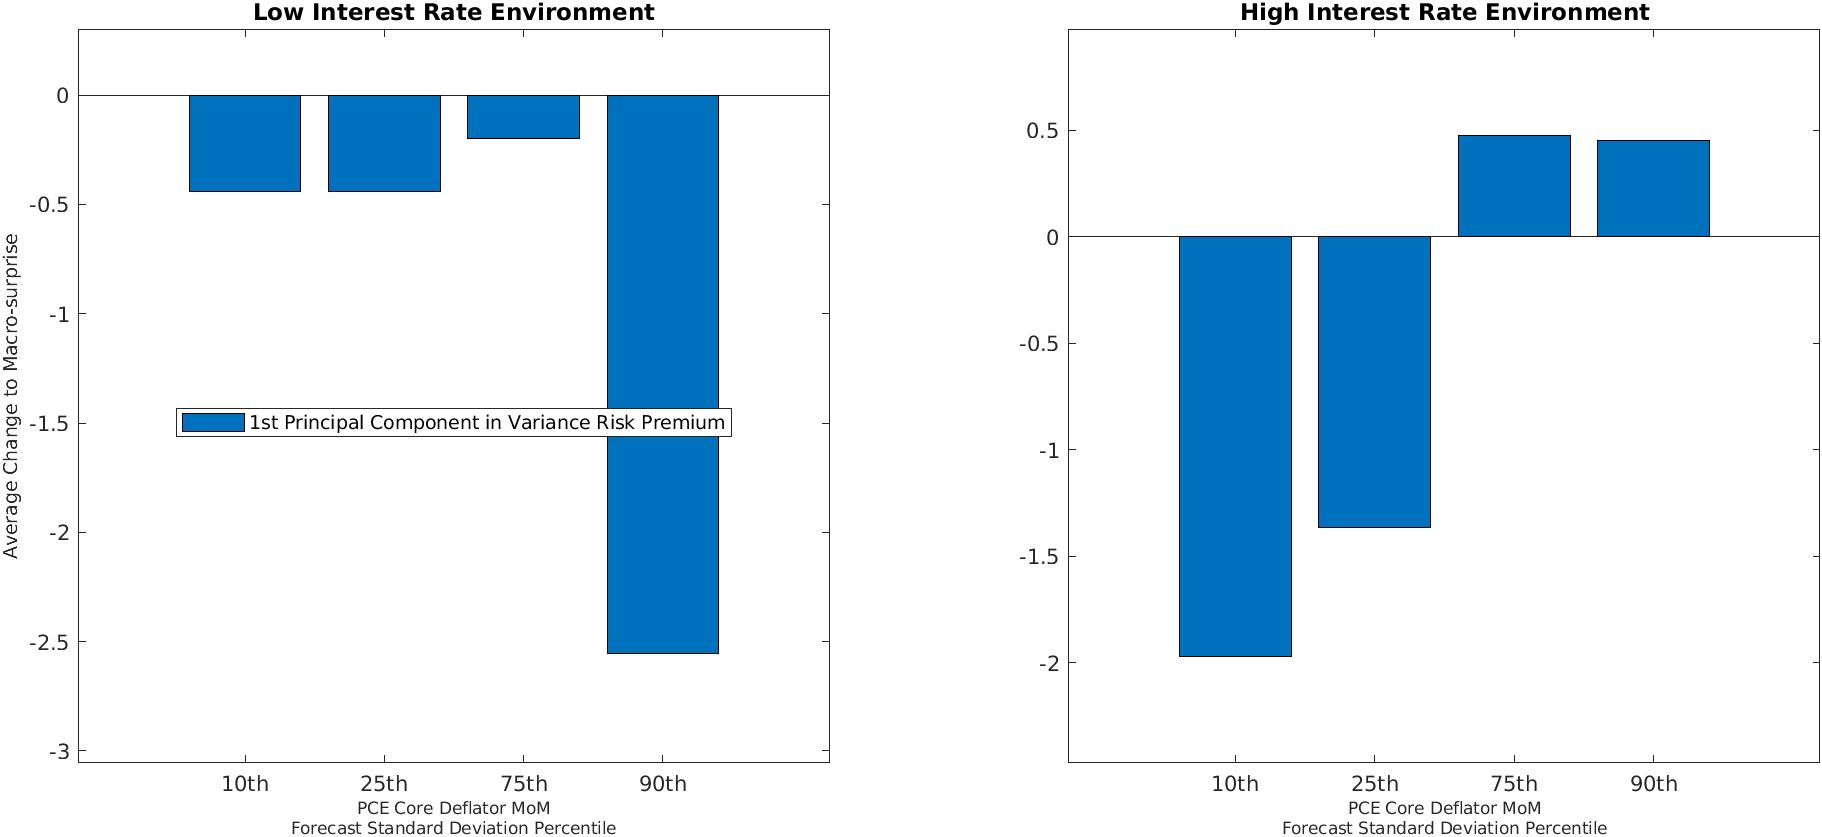 Low Interest Rate Environment
Average Change to Macro-surprise
0
-0.5
-1
-1.5
-2
-2.5
-3
1st Principal Component in Variance Risk Premium
10th 25th 75th 90th
PCE Core Deflator MoM
Forecast Standard Deviation Percentile
High Interest Rate Environment
0.5
0
-0.5
-1
-1.5
-2
10th 25th 75th 90th
PCE Core Deflator MoM
Forecast Standard Deviation Percentile